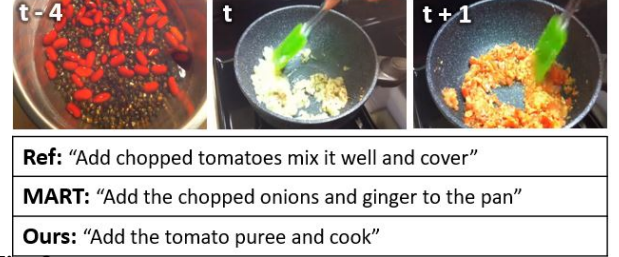 t - 4
t
t + 1
Ref: “Add chopped tomatoes mix it well and cover”
MART: “Add the chopped onions and ginger to the pan”
Ours: “Add the tomato puree and cook”